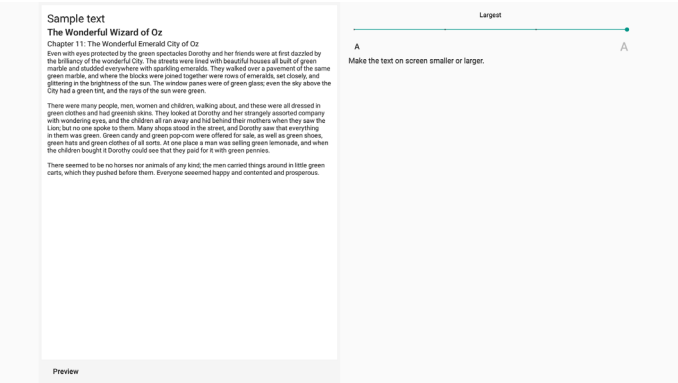 Sample text
The Wonderful Wizard of Oz
Chapter 11: The Wonderful Emerald City of Oz
Even with eyes protected by the green spectacles Dorothy and her friends were at first dazzled by
the brilliancy of the wonderful City. The streets were lined with beautiful houses all built of green
marble and studded everywhere with sparkling emeralds. They walked over a pavement of the same
green marble, and where the blocks were joined together were rows of emeralds, set closely, and
glittering in the brightness of the sun. The window panes were of green glass; even the sky above the
City had a green tint, and the rays of the sun were green.
There were many people, men, women and children, walking about, and these were all dressed in
green clothes and had greenish skins. They looked at Dorothy and her strangely assorted company
with wondering eyes, and the children all ran away and hid behind their mothers when they saw the
Lion; but no one spoke to them. Many shops stood in the street, and Dorothy saw that everything
in them was green. Green candy and green pop-corn were offered for sale, as well as green shoes,
green hats and green clothes of all sorts. At one place a man was selling green lemonade, and when
the children bought it Dorothy could see that they paid for it with green pennies.
There seemed to be no horses nor animals of any kind; the men carried things around in little green
carts, which they pushed before them. Everyone seeemed happy and contented and prosperous.
Preview
Largest
A
A
Make the text on screen smaller or larger.